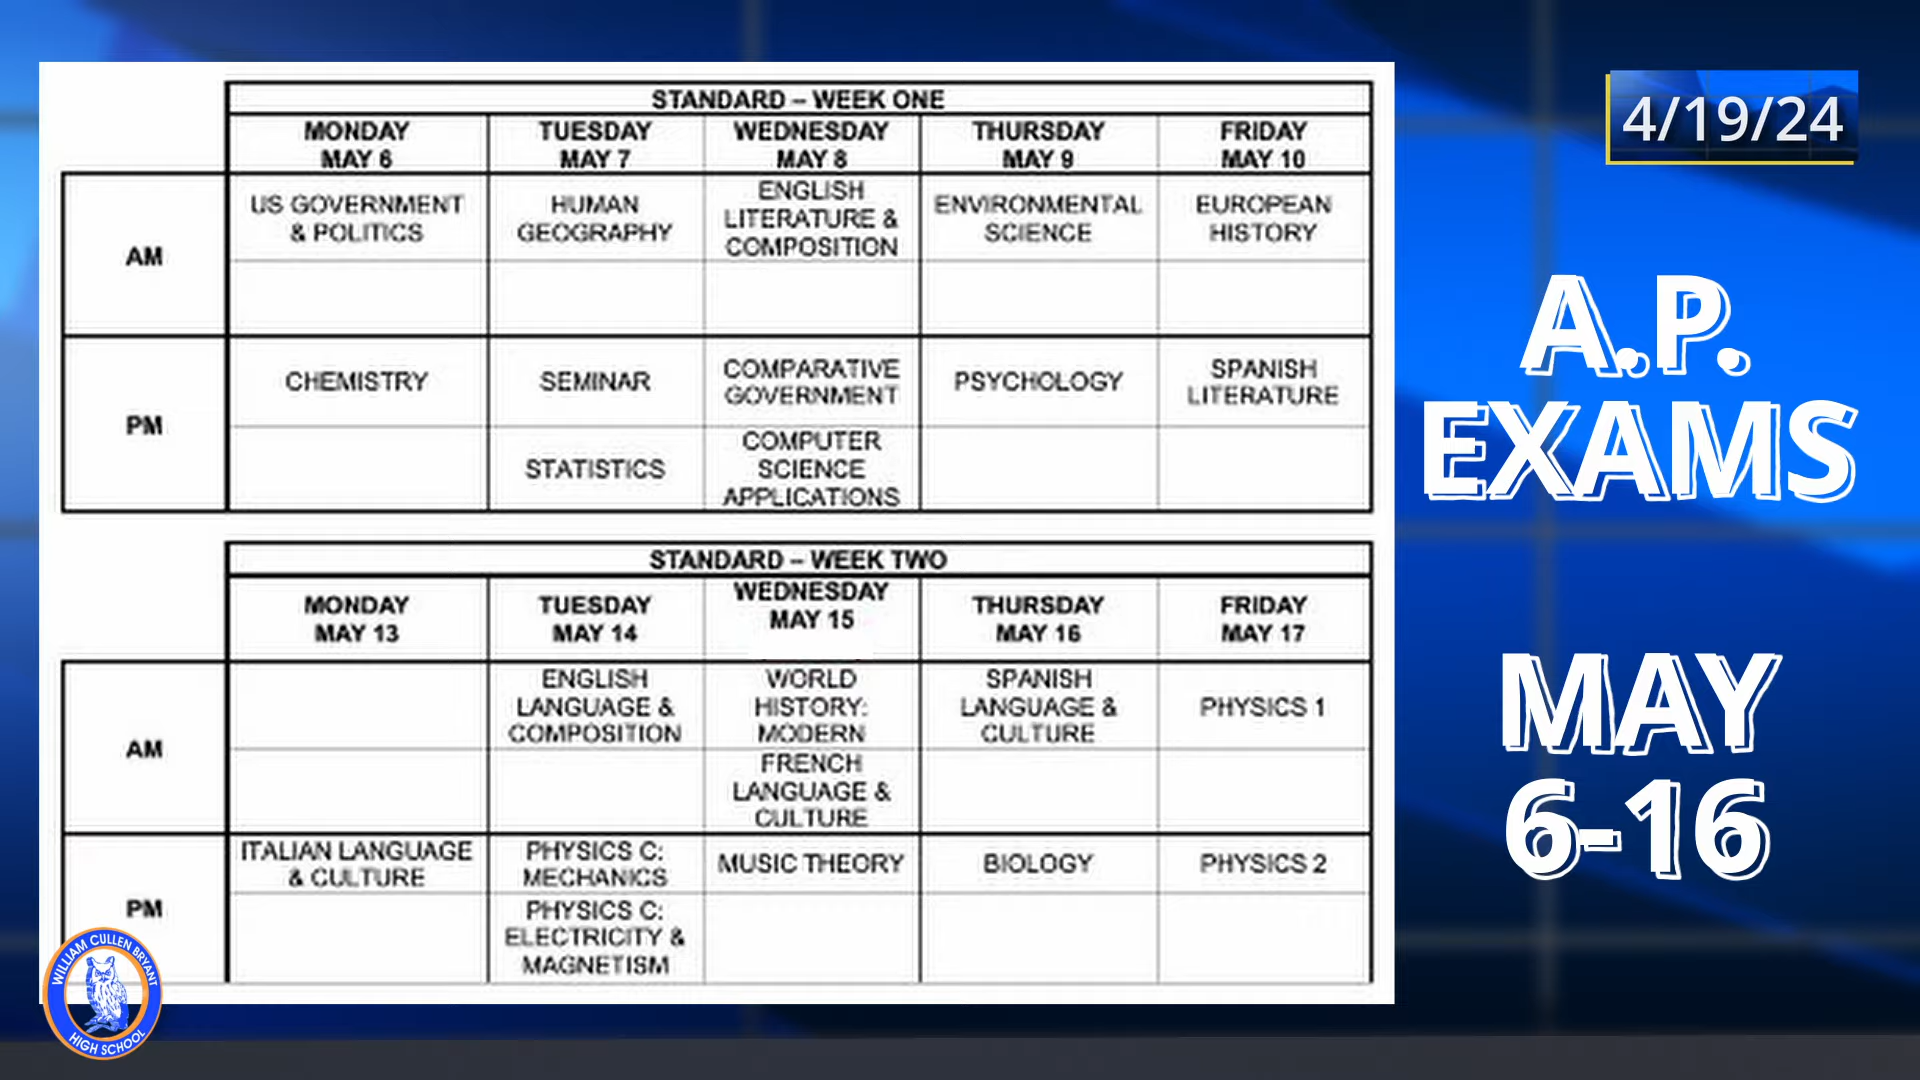 STANDARD – WEEK ONE
MONDAY
MAY 6
TUESDAY
MAY 7
WEDNESDAY
MAY 8
THURSDAY
MAY 9
FRIDAY
MAY 10
AM
US GOVERNMENT
& POLITICS
HUMAN
GEOGRAPHY
ENGLISH
LITERATURE &
COMPOSITION
ENVIRONMENTAL
SCIENCE
EUROPEAN
HISTORY
PM
CHEMISTRY
SEMINAR
COMPARATIVE
GOVERNMENT
PSYCHOLOGY
SPANISH
LITERATURE
STATISTICS
COMPUTER
SCIENCE
APPLICATIONS
STANDARD – WEEK TWO
MONDAY
MAY 13
TUESDAY
MAY 14
WEDNESDAY
MAY 15
THURSDAY
MAY 16
FRIDAY
MAY 17
AM
ENGLISH
LANGUAGE &
COMPOSITION
WORLD
HISTORY:
MODERN
SPANISH
LANGUAGE &
CULTURE
PHYSICS 1
FRENCH
LANGUAGE &
CULTURE
PM
ITALIAN LANGUAGE
& CULTURE
PHYSICS C:
MECHANICS
MUSIC THEORY
BIOLOGY
PHYSICS 2
PHYSICS C:
ELECTRICITY &
MAGNETISM
4/19/24
A.P.
EXAMS
MAY
6-16
WILLIAM CULLEN BRYANT
HIGH SCHOOL